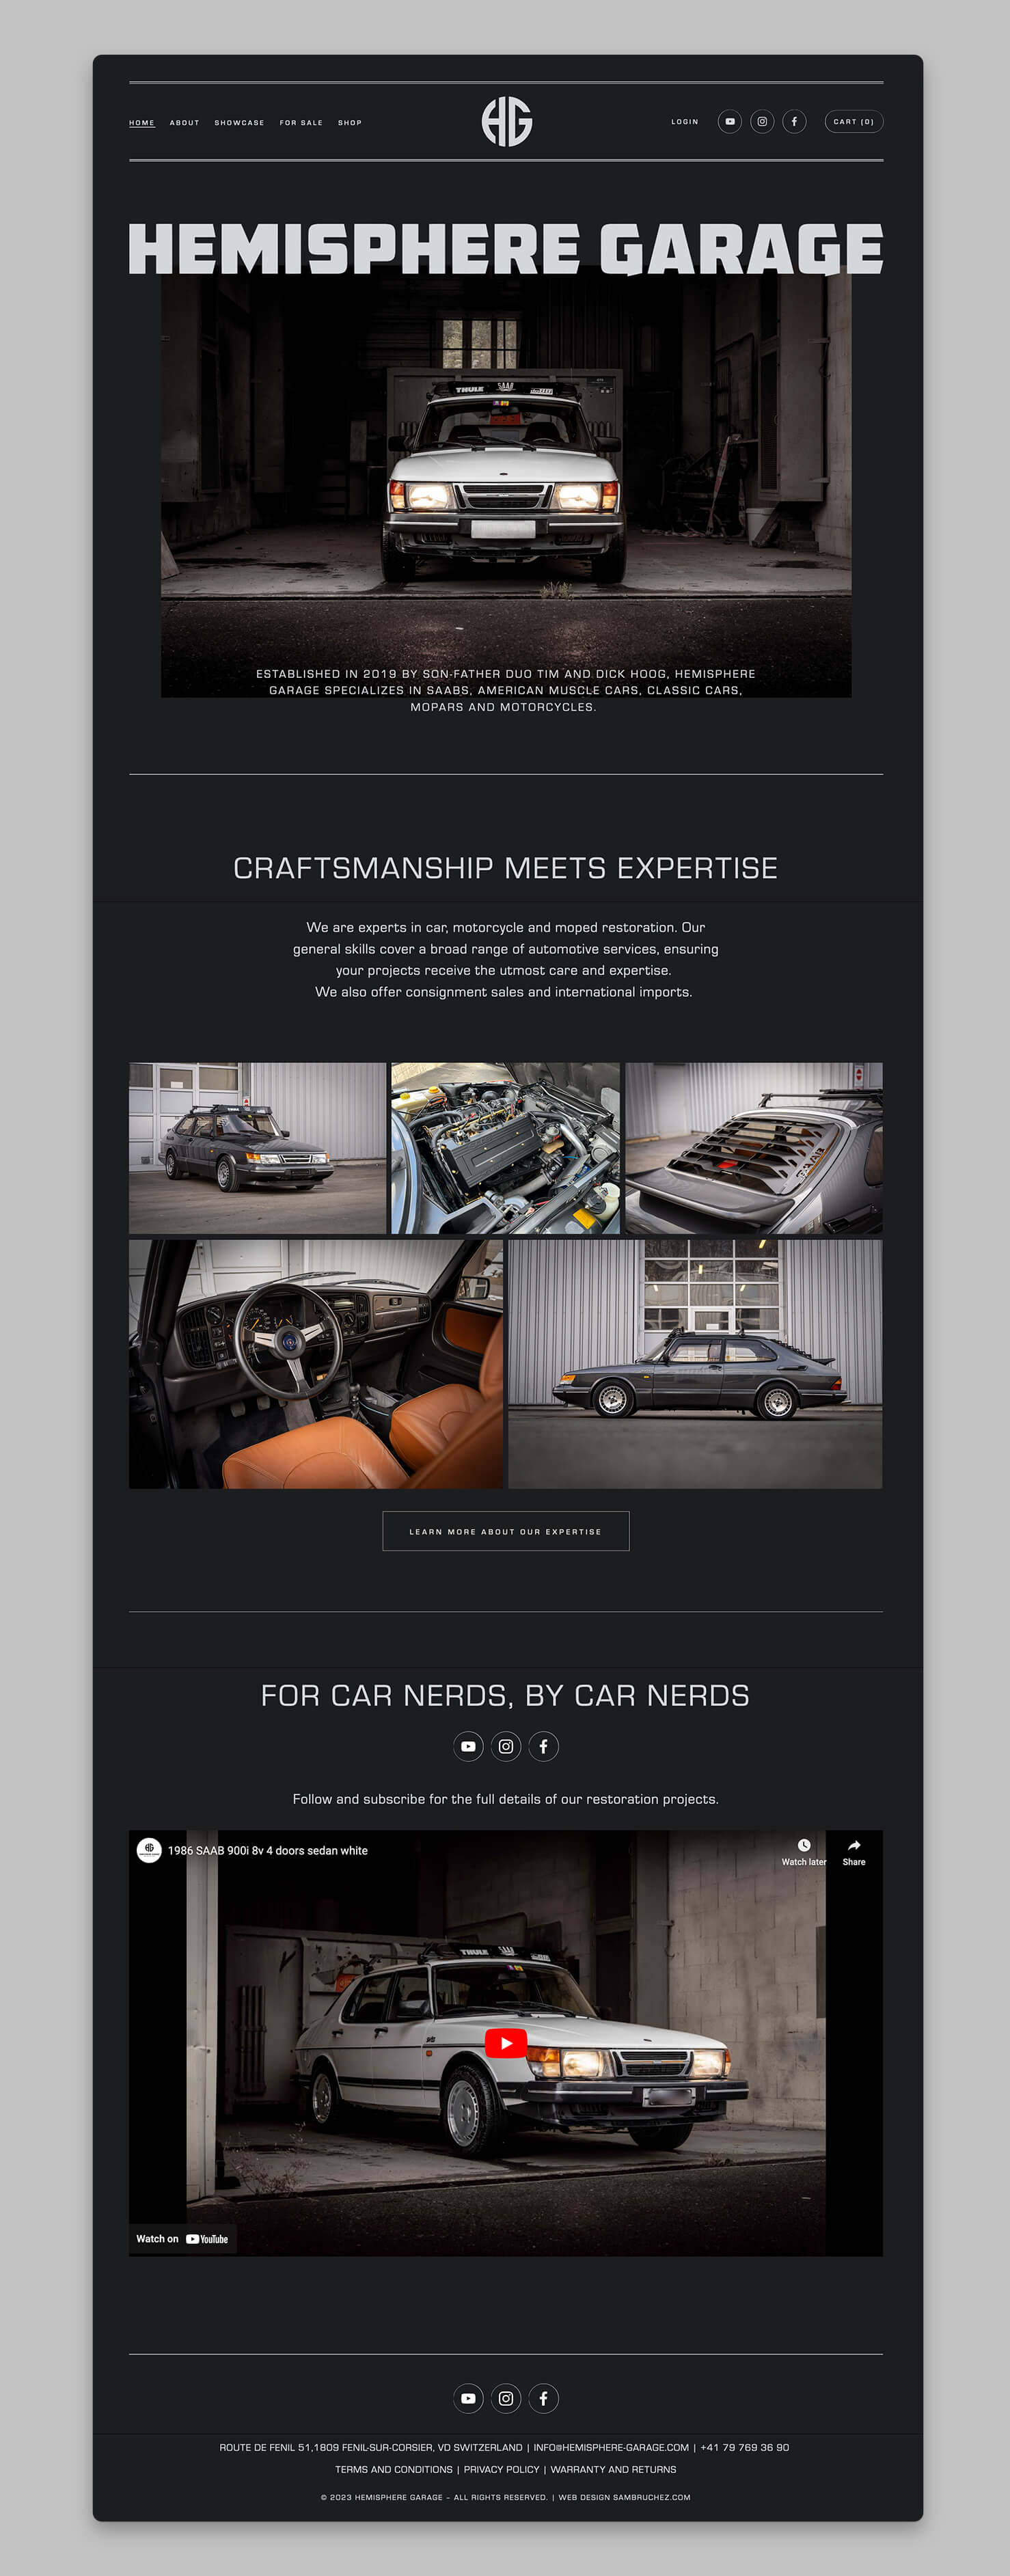 HOME ABOUT SHOWCASE FOR SALE SHOP
HG
LOGIN
CART (0)
HEMISPHERE GARAGE
THULE SAAB
ESTABLISHED IN 2019 BY SON-FATHER DUO TIM AND DICK HOOG, HEMISPHERE
GARAGE SPECIALIZES IN SAABS, AMERICAN MUSCLE CARS, CLASSIC CARS,
MOPARS AND MOTORCYCLES.
CRAFTSMANSHIP MEETS EXPERTISE
We are experts in car, motorcycle and moped restoration. Our
general skills cover a broad range of automotive services, ensuring
your projects receive the utmost care and expertise.
We also offer consignment sales and international imports.
LEARN MORE ABOUT OUR EXPERTISE
FOR CAR NERDS, BY CAR NERDS
Follow and subscribe for the full details of our restoration projects.
HG
1986 SAAB 900i 8v 4 doors sedan white
Watch later
Share
THULE
Watch on YouTube
ROUTE DE FENIL 51,1809 FENIL-SUR-CORSIER, VD SWITZERLAND | INFO@HEMISPHERE-GARAGE.COM | +41 79 769 36 90
TERMS AND CONDITIONS | PRIVACY POLICY | WARRANTY AND RETURNS
© 2023 HEMISPHERE GARAGE – ALL RIGHTS RESERVED. | WEB DESIGN SAMBRUCHEZ.COM